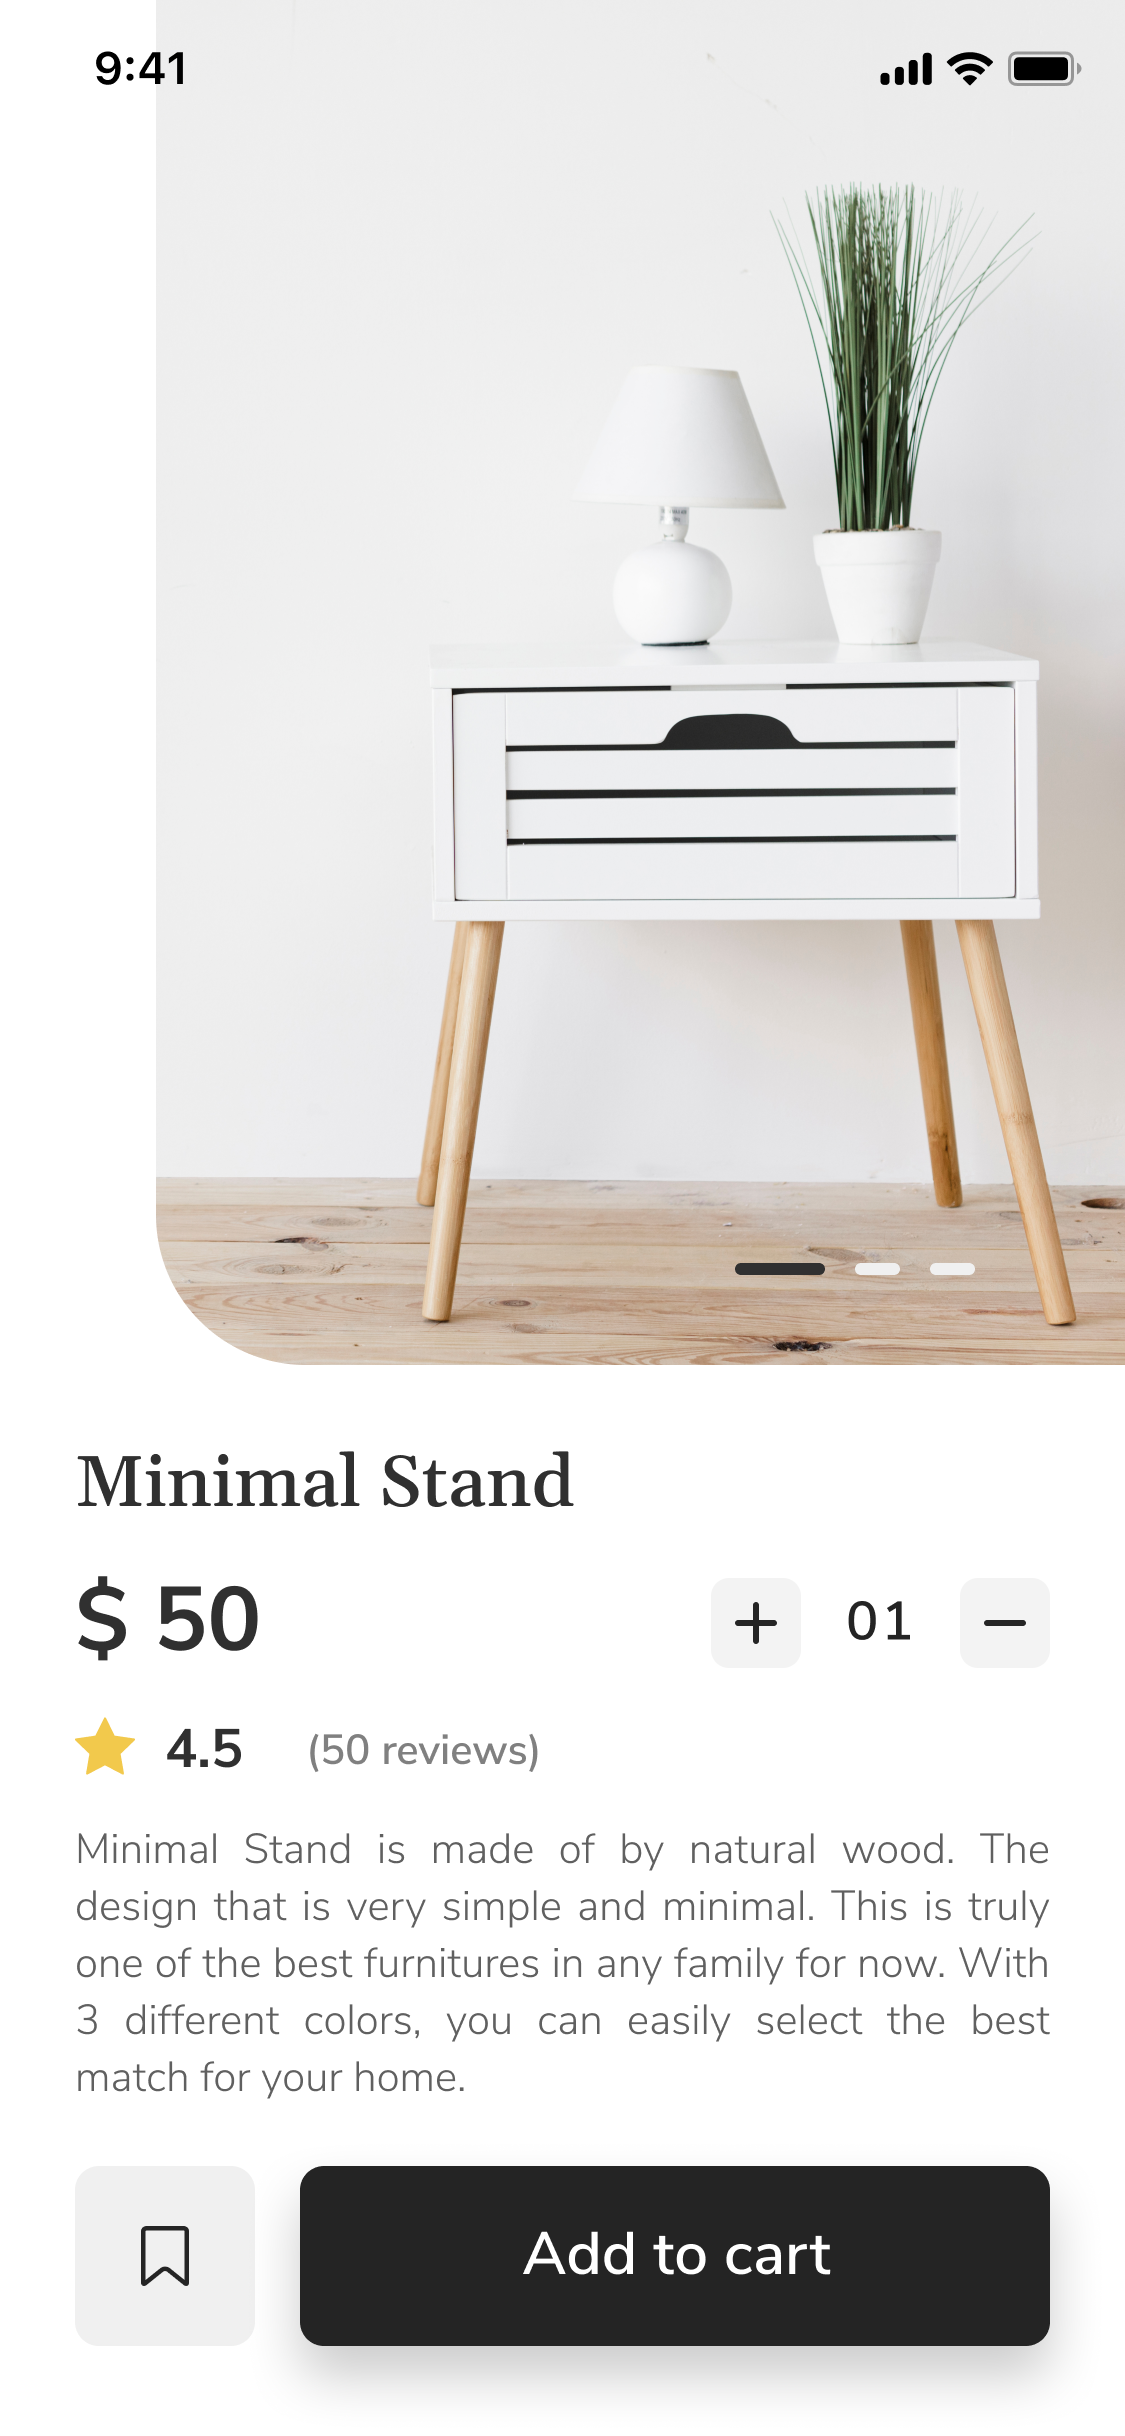 9:41
Minimal Stand
$ 50
+ 01 −
4.5 (50 reviews)
Minimal Stand is made of by natural wood. The
design that is very simple and minimal. This is truly
one of the best furnitures in any family for now. With
3 different colors, you can easily select the best
match for your home.
Add to cart